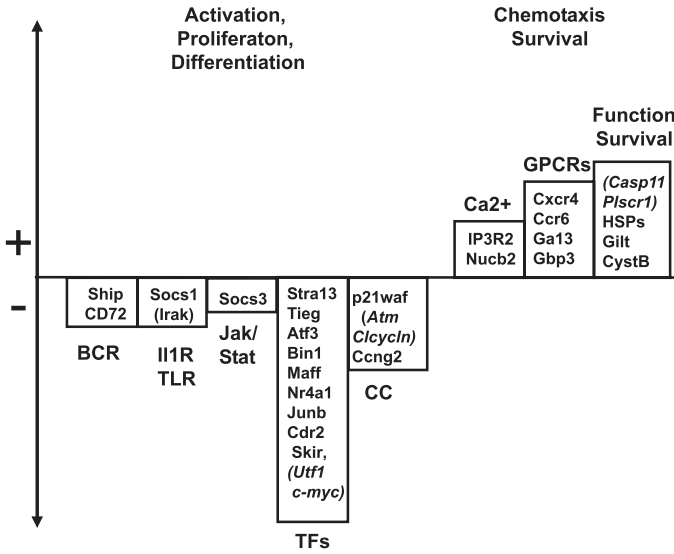 Activation,
Proliferaton,
Differentiation
Chemotaxis
Survival
Function
Survival
GPCRs
Ca2+
(Casp11
Plscr1)
HSPs
Gilt
CystB
Cxcr4
Ccr6
Ga13
Gbp3
IP3R2
Nucb2
+
-
Ship
CD72
BCR
Socs1
(Irak)
Il1R
TLR
Socs3
Jak/
Stat
Stra13
Tieg
Atf3
Bin1
Maff
Nr4a1
Junb
Cdr2
Skir,
(Utf1
c-myc)
TFs
p21waf
(Atm
Clcycln)
Ccng2
CC